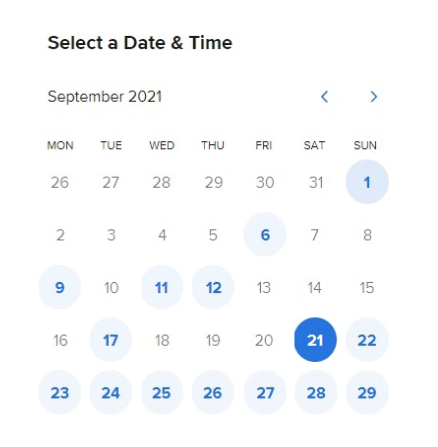 Select a Date & Time
September 2021
MON TUE WED THU FRI SAT SUN
26 27 28 29 30 31 1
2 3 4 5 6 7 8
9 10 11 12 13 14 15
16 17 18 19 20 21 22
23 24 25 26 27 28 29